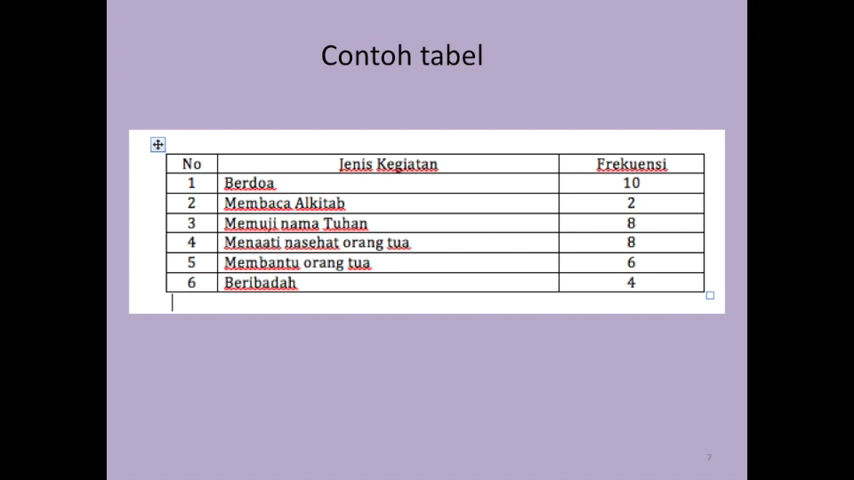 Contoh tabel
No Jenis Kegiatan Frekuensi
1 Berdoa 10
2 Membaca Alkitab 2
3 Memuji nama Tuhan 8
4 Menaati nasehat orang tua 8
5 Membantu orang tua 6
6 Beribadah 4
7